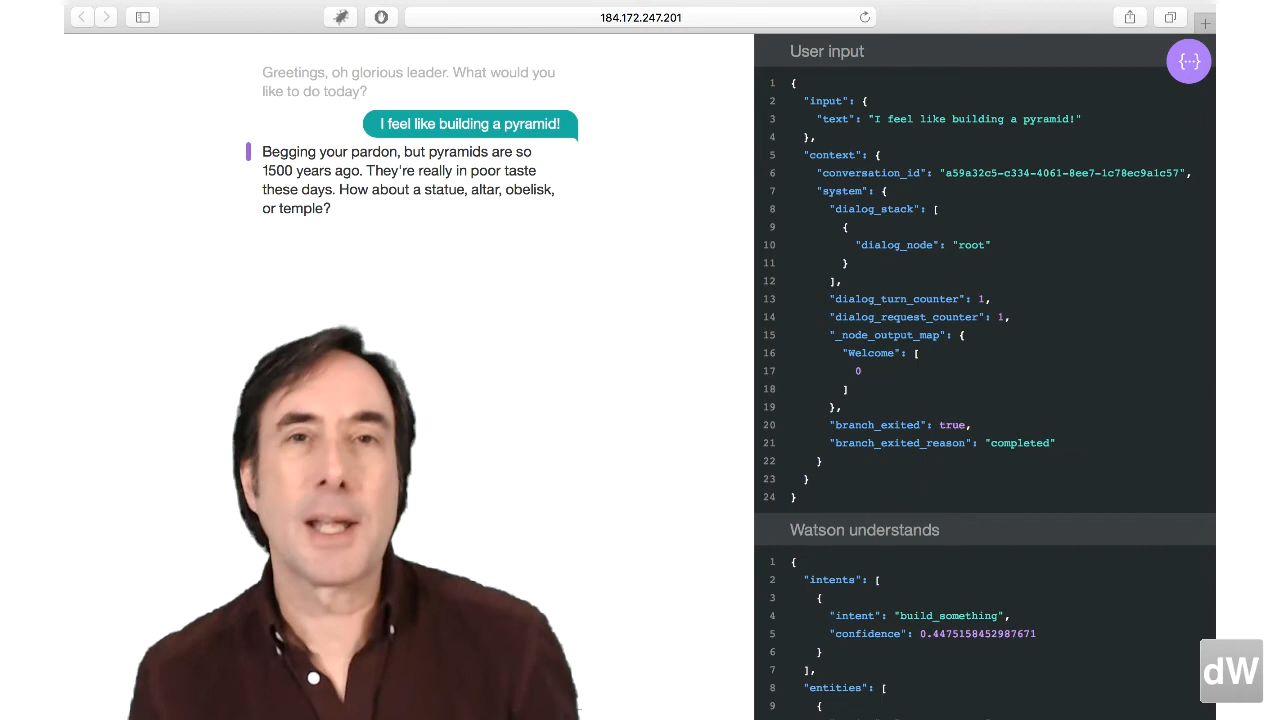 184.172.247.201
Greetings, oh glorious leader. What would you
like to do today?
I feel like building a pyramid!
Begging your pardon, but pyramids are so
1500 years ago. They're really in poor taste
these days. How about a statue, altar, obelisk,
or temple?
User input
{···}
1 {
2 "input": {
3 "text": "I feel like building a pyramid!"
4 },
5 "context": {
6 "conversation_id": "a59a32c5-c334-4061-8ee7-1c78ec9a1c57",
7 "system": {
8 "dialog_stack": [
9 {
10 "dialog_node": "root"
11 }
12 ],
13 "dialog_turn_counter": 1,
14 "dialog_request_counter": 1,
15 "_node_output_map": {
16 "Welcome": [
17 0
18 ]
19 },
20 "branch_exited": true,
21 "branch_exited_reason": "completed"
22 }
23 }
24 }
Watson understands
1 {
2 "intents": [
3 {
4 "intent": "build_something",
5 "confidence": 0.4475158452987671
6 }
7 ],
8 "entities": [
9 {
dW